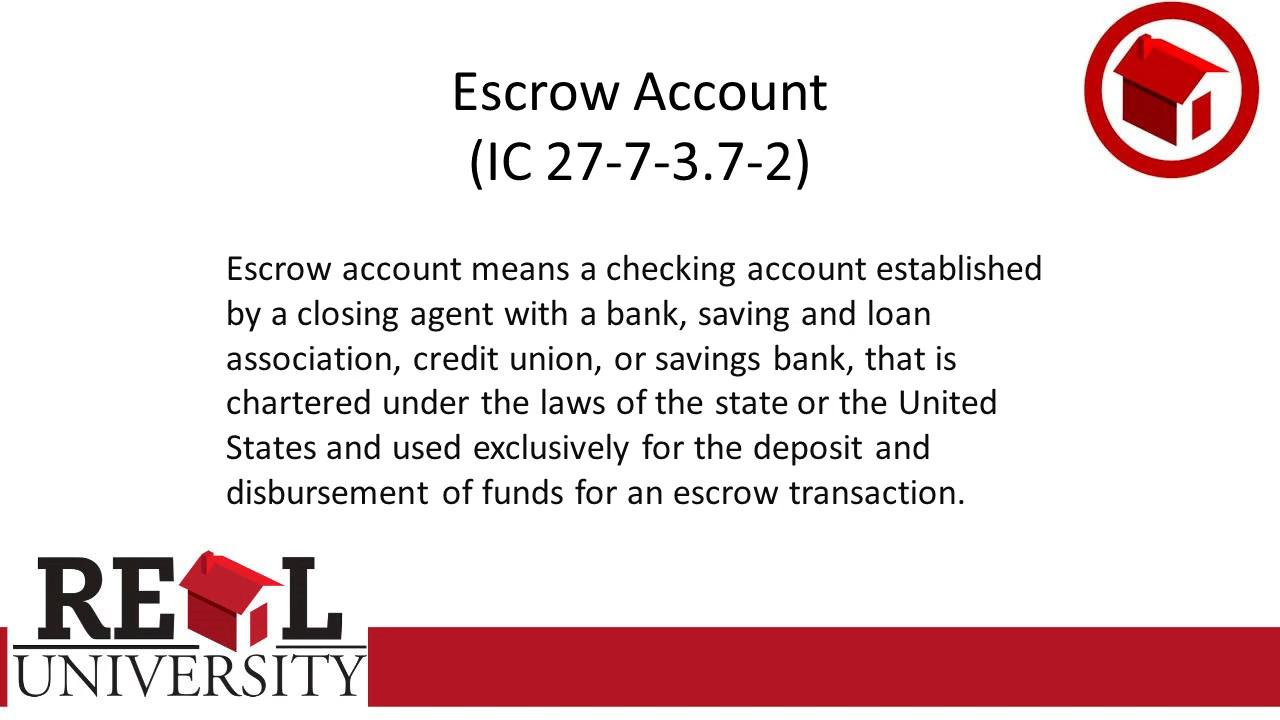 Escrow Account
(IC 27-7-3.7-2)
Escrow account means a checking account established
by a closing agent with a bank, saving and loan
association, credit union, or savings bank, that is
chartered under the laws of the state or the United
States and used exclusively for the deposit and
disbursement of funds for an escrow transaction.
REAL
UNIVERSITY